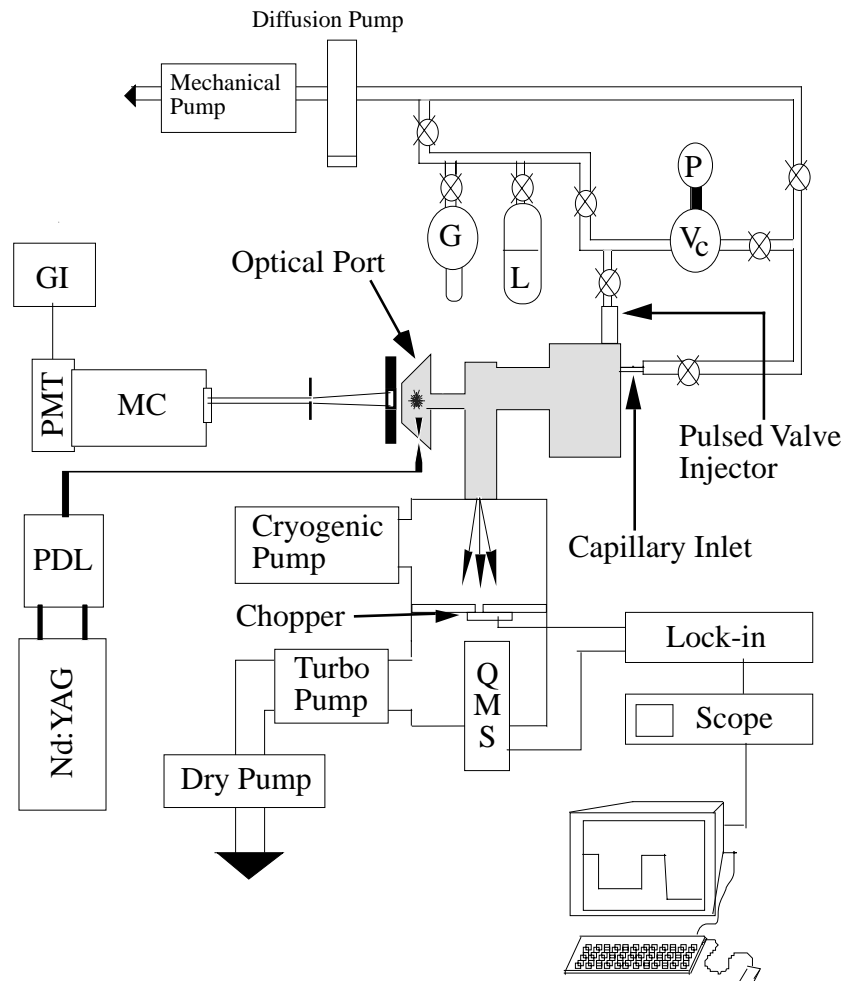 Diffusion Pump
Mechanical
Pump
P
G
L
Vc
GI
Optical Port
PMT
MC
Pulsed Valve
Injector
Capillary Inlet
Cryogenic
Pump
PDL
Chopper
Lock-in
Turbo
Pump
Q
M
S
Scope
Nd:YAG
Dry Pump